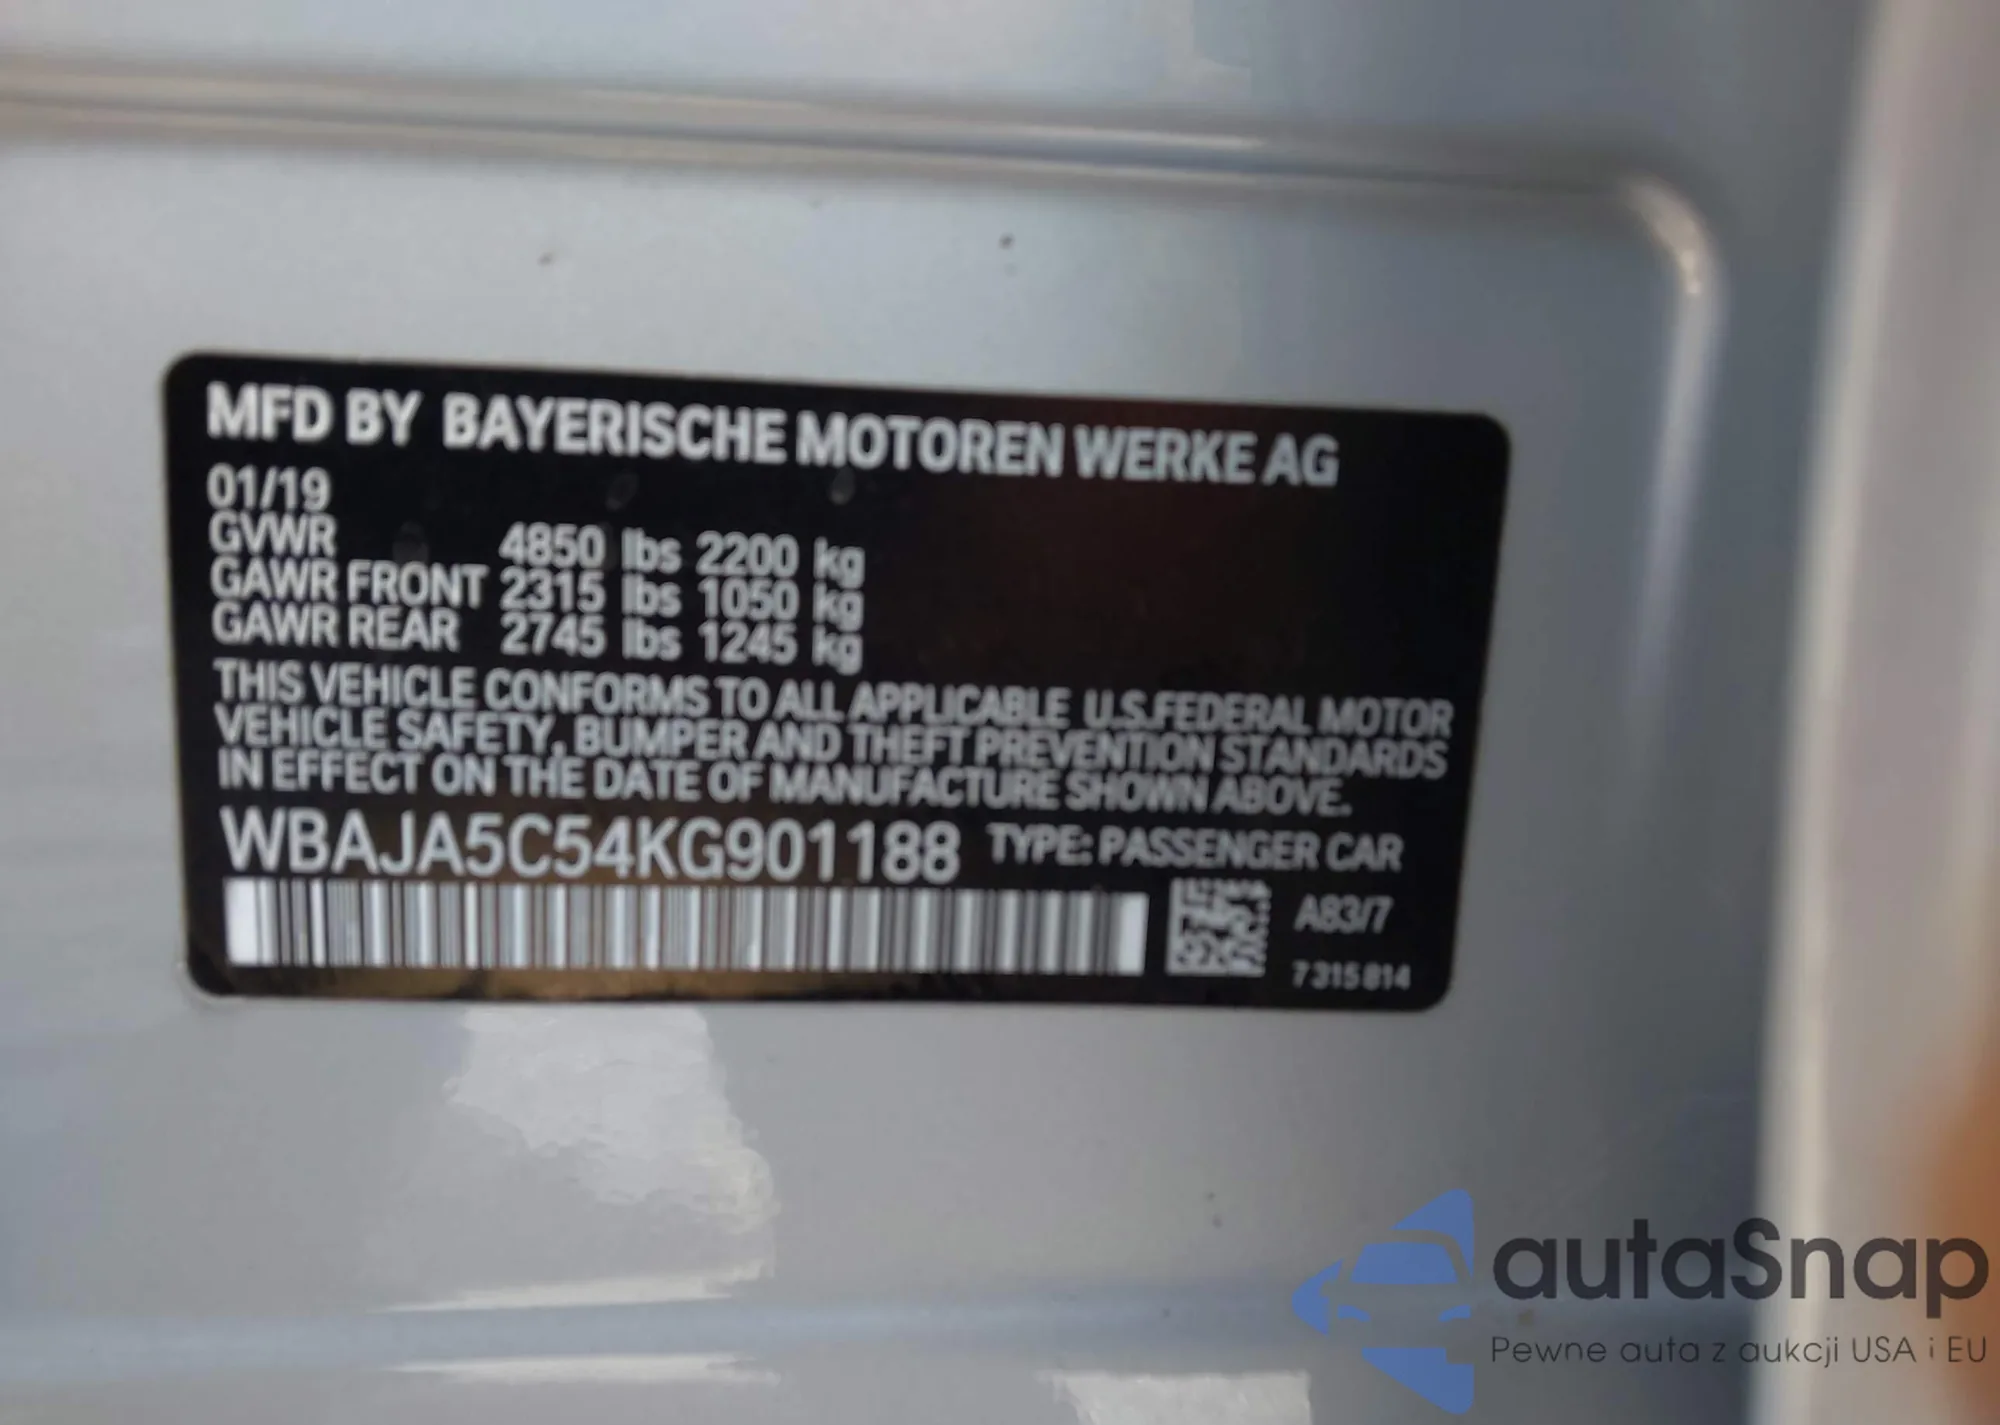 MFD BY BAYERISCHE MOTOREN WERKE AG
01/19
GVWR 4850 lbs 2200 kg
GAWR FRONT 2315 lbs 1050 kg
GAWR REAR 2745 lbs 1245 kg
THIS VEHICLE CONFORMS TO ALL APPLICABLE U.S.FEDERAL MOTOR
VEHICLE SAFETY, BUMPER AND THEFT PREVENTION STANDARDS
IN EFFECT ON THE DATE OF MANUFACTURE SHOWN ABOVE.
WBAJA5C54KG901188 TYPE: PASSENGER CAR
A83/7
7315814
autaSnap
Pewne auta z aukcji USA i EU